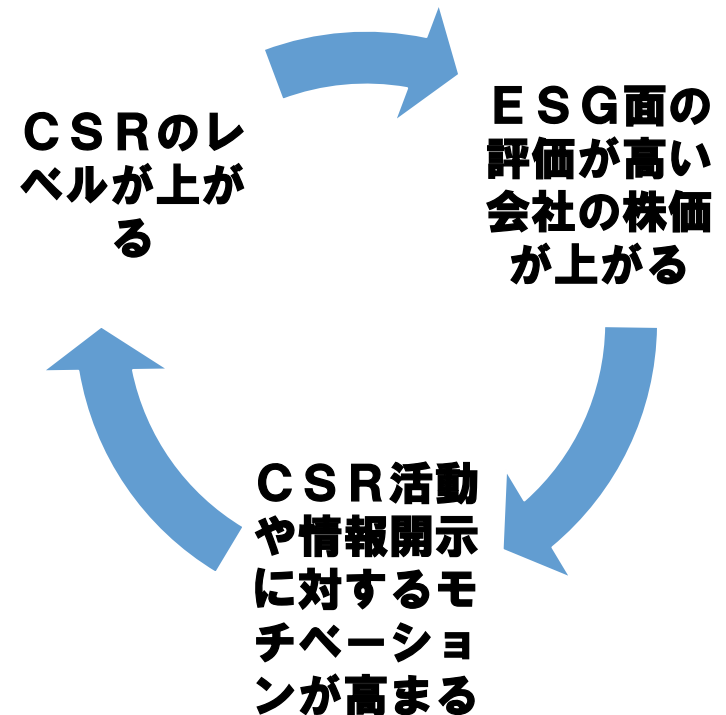 ＣＳＲのレ
ベルが上が
る
ＥＳＧ面の
評価が高い
会社の株価
が上がる
ＣＳＲ活動
や情報開示
に対するモ
チベーショ
ンが高まる